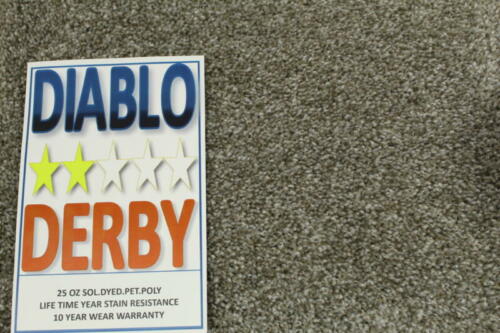 DIABLO
DERBY
25 OZ SOL.DYED.PET.POLY
LIFE TIME YEAR STAIN RESISTANCE
10 YEAR WEAR WARRANTY